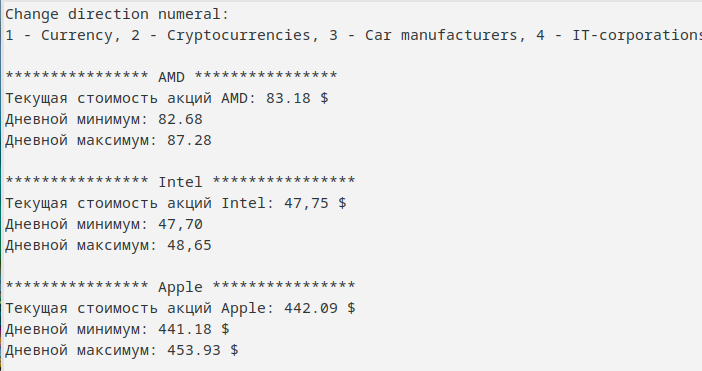 Change direction numeral:
1 - Currency, 2 - Cryptocurrencies, 3 - Car manufacturers, 4 - IT-corporations
**************** AMD ****************
Текущая стоимость акций AMD: 83.18 $
Дневной минимум: 82.68
Дневной максимум: 87.28
**************** Intel ****************
Текущая стоимость акций Intel: 47,75 $
Дневной минимум: 47,70
Дневной максимум: 48,65
**************** Apple ****************
Текущая стоимость акций Apple: 442.09 $
Дневной минимум: 441.18 $
Дневной максимум: 453.93 $